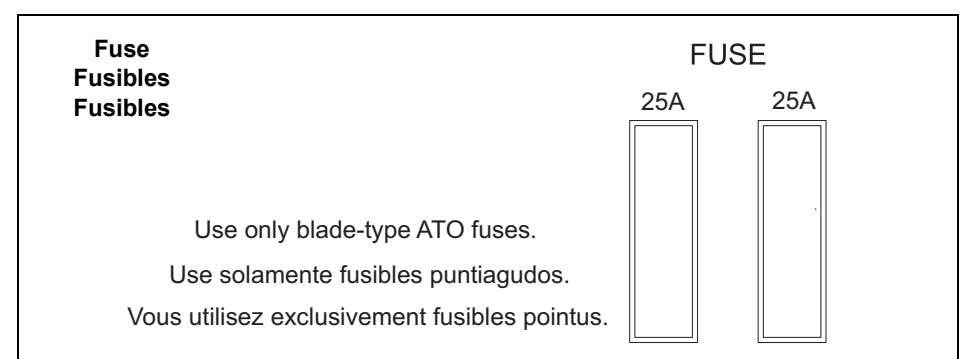 Fuse
Fusibles
Fusibles
FUSE
25A 25A
Use only blade-type ATO fuses.
Use solamente fusibles puntiagudos.
Vous utilisez exclusivement fusibles pointus.